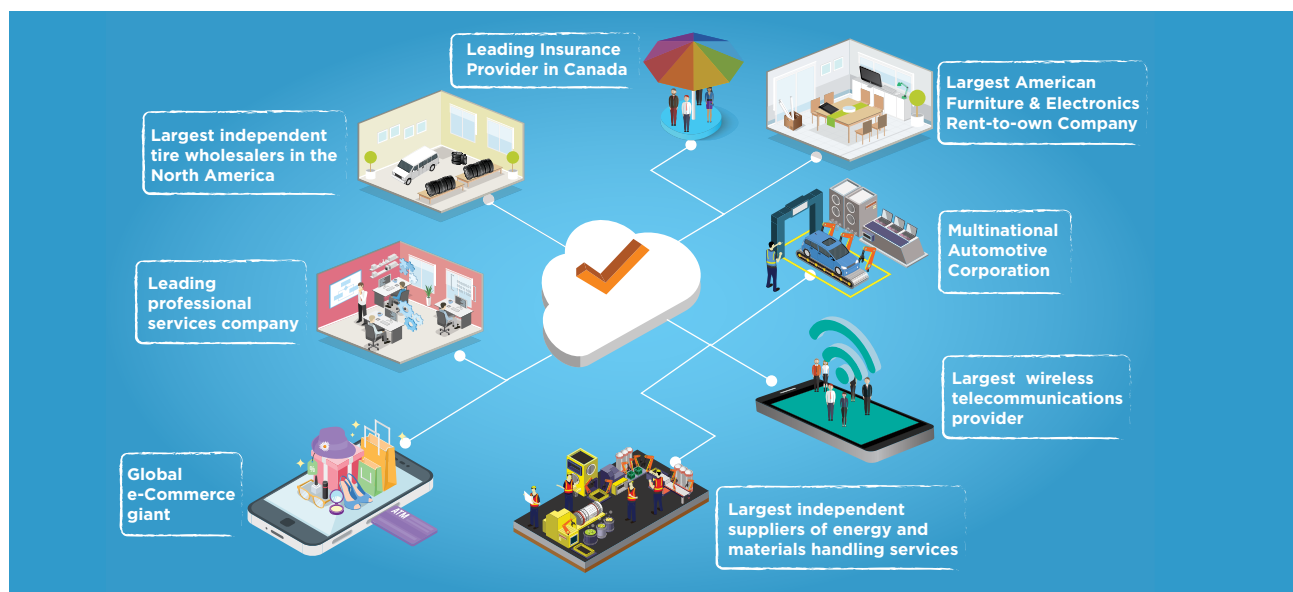 Leading Insurance
Provider in Canada
Largest American
Furniture & Electronics
Rent-to-own Company
Largest independent
tire wholesalers in the
North America
Multinational
Automotive
Corporation
Leading
professional
services company
Largest wireless
telecommunications
provider
Global
e-Commerce
giant
ATM
Largest independent
suppliers of energy and
materials handling services